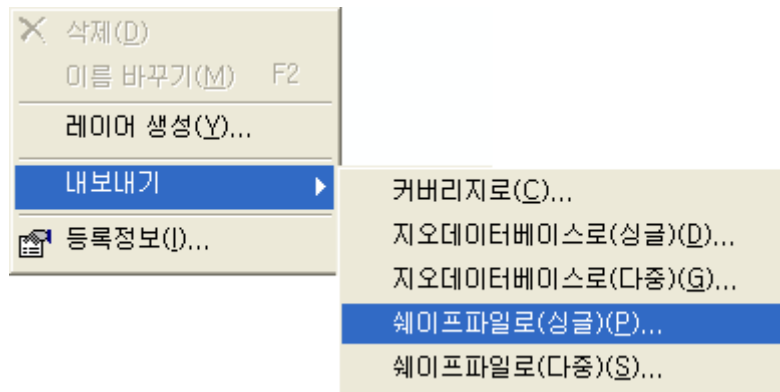 삭제(D)
이름 바꾸기(M) F2
레이어 생성(Y)...
내보내기
등록정보(I)...
커버리지로(C)...
지오데이터베이스로(싱글)(D)...
지오데이터베이스로(다중)(G)...
쉐이프파일로(싱글)(P)...
쉐이프파일로(다중)(S)...